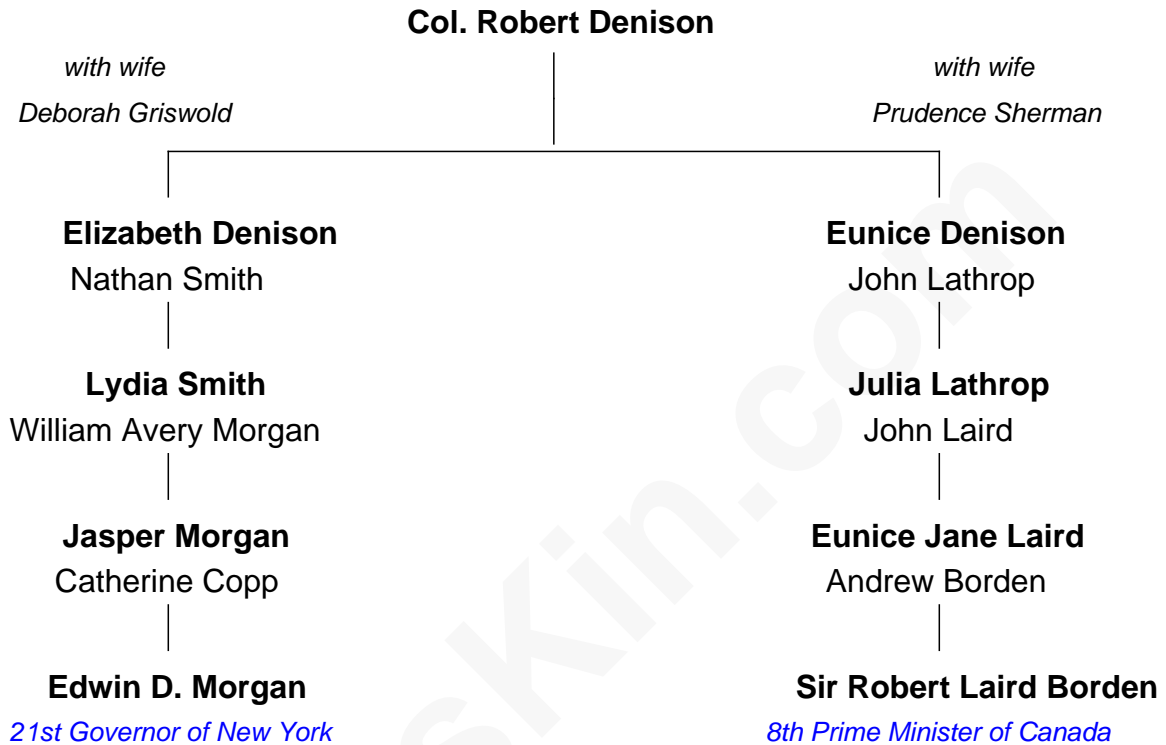 Col. Robert Denison
with wife
Deborah Griswold
with wife
Prudence Sherman
Elizabeth Denison
Nathan Smith
Eunice Denison
John Lathrop
Lydia Smith
William Avery Morgan
Julia Lathrop
John Laird
Jasper Morgan
Catherine Copp
Eunice Jane Laird
Andrew Borden
Edwin D. Morgan
21st Governor of New York
Sir Robert Laird Borden
8th Prime Minister of Canada
sKin.com